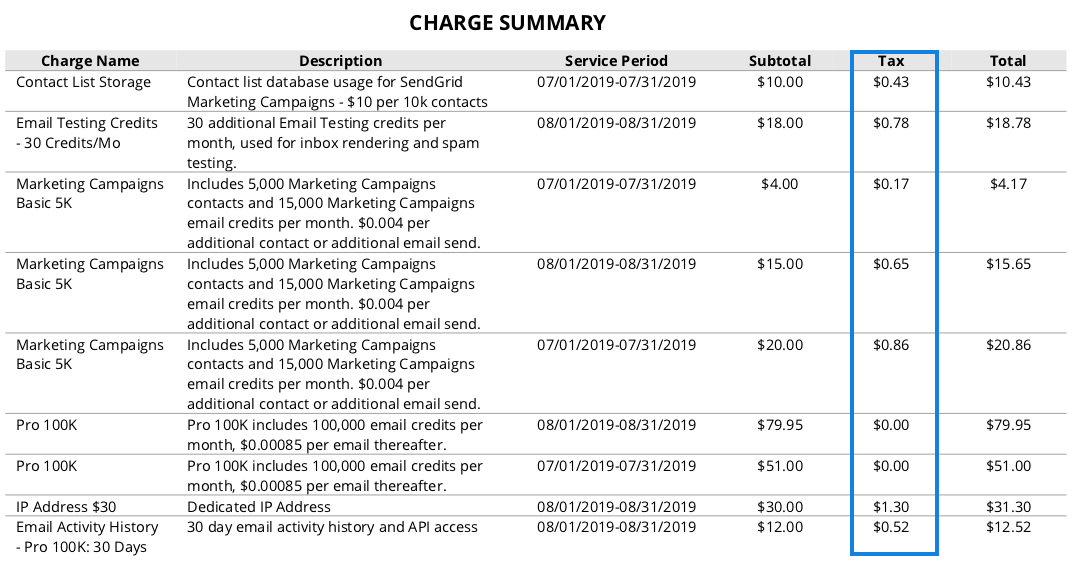 CHARGE SUMMARY
Charge Name Description Service Period Subtotal Tax Total
Contact List Storage Contact list database usage for SendGrid 07/01/2019-07/31/2019 $10.00 $0.43 $10.43
Marketing Campaigns - $10 per 10k contacts
Email Testing Credits 30 additional Email Testing credits per 08/01/2019-08/31/2019 $18.00 $0.78 $18.78
- 30 Credits/Mo month, used for inbox rendering and spam
testing.
Marketing Campaigns Includes 5,000 Marketing Campaigns 07/01/2019-07/31/2019 $4.00 $0.17 $4.17
Basic 5K contacts and 15,000 Marketing Campaigns
email credits per month. $0.004 per
additional contact or additional email send.
Marketing Campaigns Includes 5,000 Marketing Campaigns 08/01/2019-08/31/2019 $15.00 $0.65 $15.65
Basic 5K contacts and 15,000 Marketing Campaigns
email credits per month. $0.004 per
additional contact or additional email send.
Marketing Campaigns Includes 5,000 Marketing Campaigns 07/01/2019-07/31/2019 $20.00 $0.86 $20.86
Basic 5K contacts and 15,000 Marketing Campaigns
email credits per month. $0.004 per
additional contact or additional email send.
Pro 100K Pro 100K includes 100,000 email credits per 08/01/2019-08/31/2019 $79.95 $0.00 $79.95
month, $0.00085 per email thereafter.
Pro 100K Pro 100K includes 100,000 email credits per 07/01/2019-07/31/2019 $51.00 $0.00 $51.00
month, $0.00085 per email thereafter.
IP Address $30 Dedicated IP Address 08/01/2019-08/31/2019 $30.00 $1.30 $31.30
Email Activity History 30 day email activity history and API access 08/01/2019-08/31/2019 $12.00 $0.52 $12.52
- Pro 100K: 30 Days